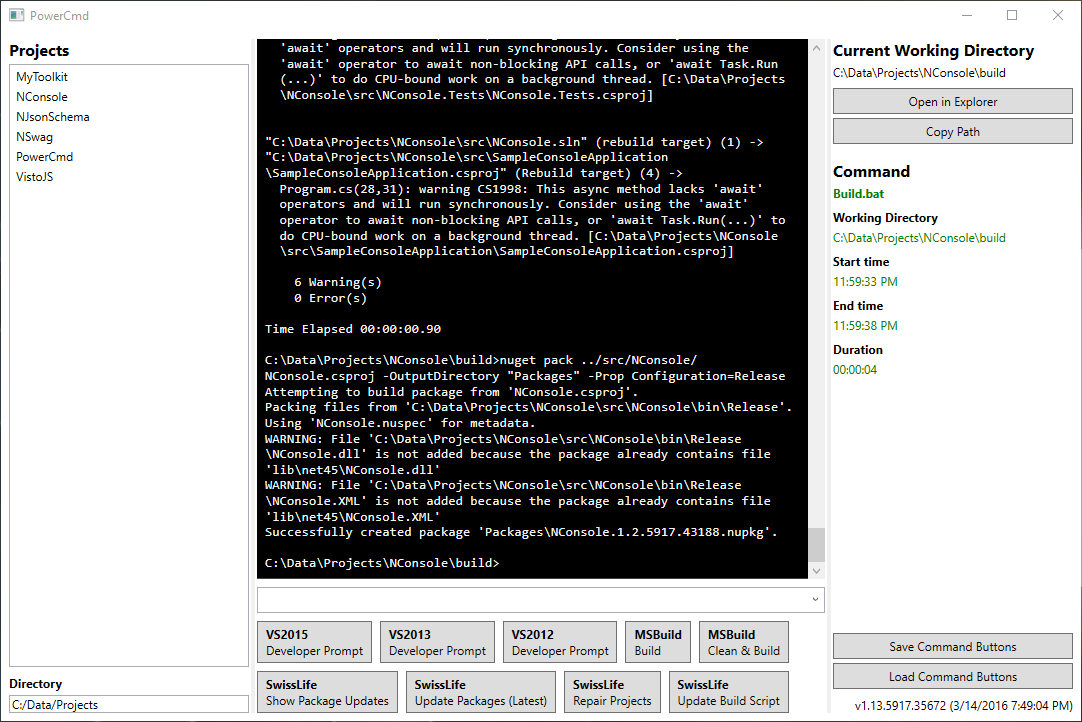 PowerCmd
Projects
MyToolkit
NConsole
NJsonSchema
NSwag
PowerCmd
VistoJS
Directory
C:/Data/Projects
'await' operators and will run synchronously. Consider using the
'await' operator to await non-blocking API calls, or 'await Task.Run
(...)' to do CPU-bound work on a background thread. [C:\Data\Projects
\NConsole\src\NConsole.Tests\NConsole.Tests.csproj]
"C:\Data\Projects\NConsole\src\NConsole.sln" (rebuild target) (1) ->
"C:\Data\Projects\NConsole\src\SampleConsoleApplication
\SampleConsoleApplication.csproj" (Rebuild target) (4) ->
Program.cs(28,31): warning CS1998: This async method lacks 'await'
operators and will run synchronously. Consider using the 'await'
operator to await non-blocking API calls, or 'await Task.Run(...)' to
do CPU-bound work on a background thread. [C:\Data\Projects\NConsole
\src\SampleConsoleApplication\SampleConsoleApplication.csproj]
6 Warning(s)
0 Error(s)
Time Elapsed 00:00:00.90
C:\Data\Projects\NConsole\build>nuget pack ../src/NConsole/
NConsole.csproj -OutputDirectory "Packages" -Prop Configuration=Release
Attempting to build package from 'NConsole.csproj'.
Packing files from 'C:\Data\Projects\NConsole\src\NConsole\bin\Release'.
Using 'NConsole.nuspec' for metadata.
WARNING: File 'C:\Data\Projects\NConsole\src\NConsole\bin\Release
\NConsole.dll' is not added because the package already contains file
'lib\net45\NConsole.dll'
WARNING: File 'C:\Data\Projects\NConsole\src\NConsole\bin\Release
\NConsole.XML' is not added because the package already contains file
'lib\net45\NConsole.XML'
Successfully created package 'Packages\NConsole.1.2.5917.43188.nupkg'.
C:\Data\Projects\NConsole\build>
VS2015
Developer Prompt
VS2013
Developer Prompt
VS2012
Developer Prompt
MSBuild
Build
MSBuild
Clean & Build
SwissLife
Show Package Updates
SwissLife
Update Packages (Latest)
SwissLife
Repair Projects
SwissLife
Update Build Script
Current Working Directory
C:\Data\Projects\NConsole\build
Open in Explorer
Copy Path
Command
Build.bat
Working Directory
C:\Data\Projects\NConsole\build
Start time
11:59:33 PM
End time
11:59:38 PM
Duration
00:00:04
Save Command Buttons
Load Command Buttons
v1.13.5917.35672 (3/14/2016 7:49:04 PM)